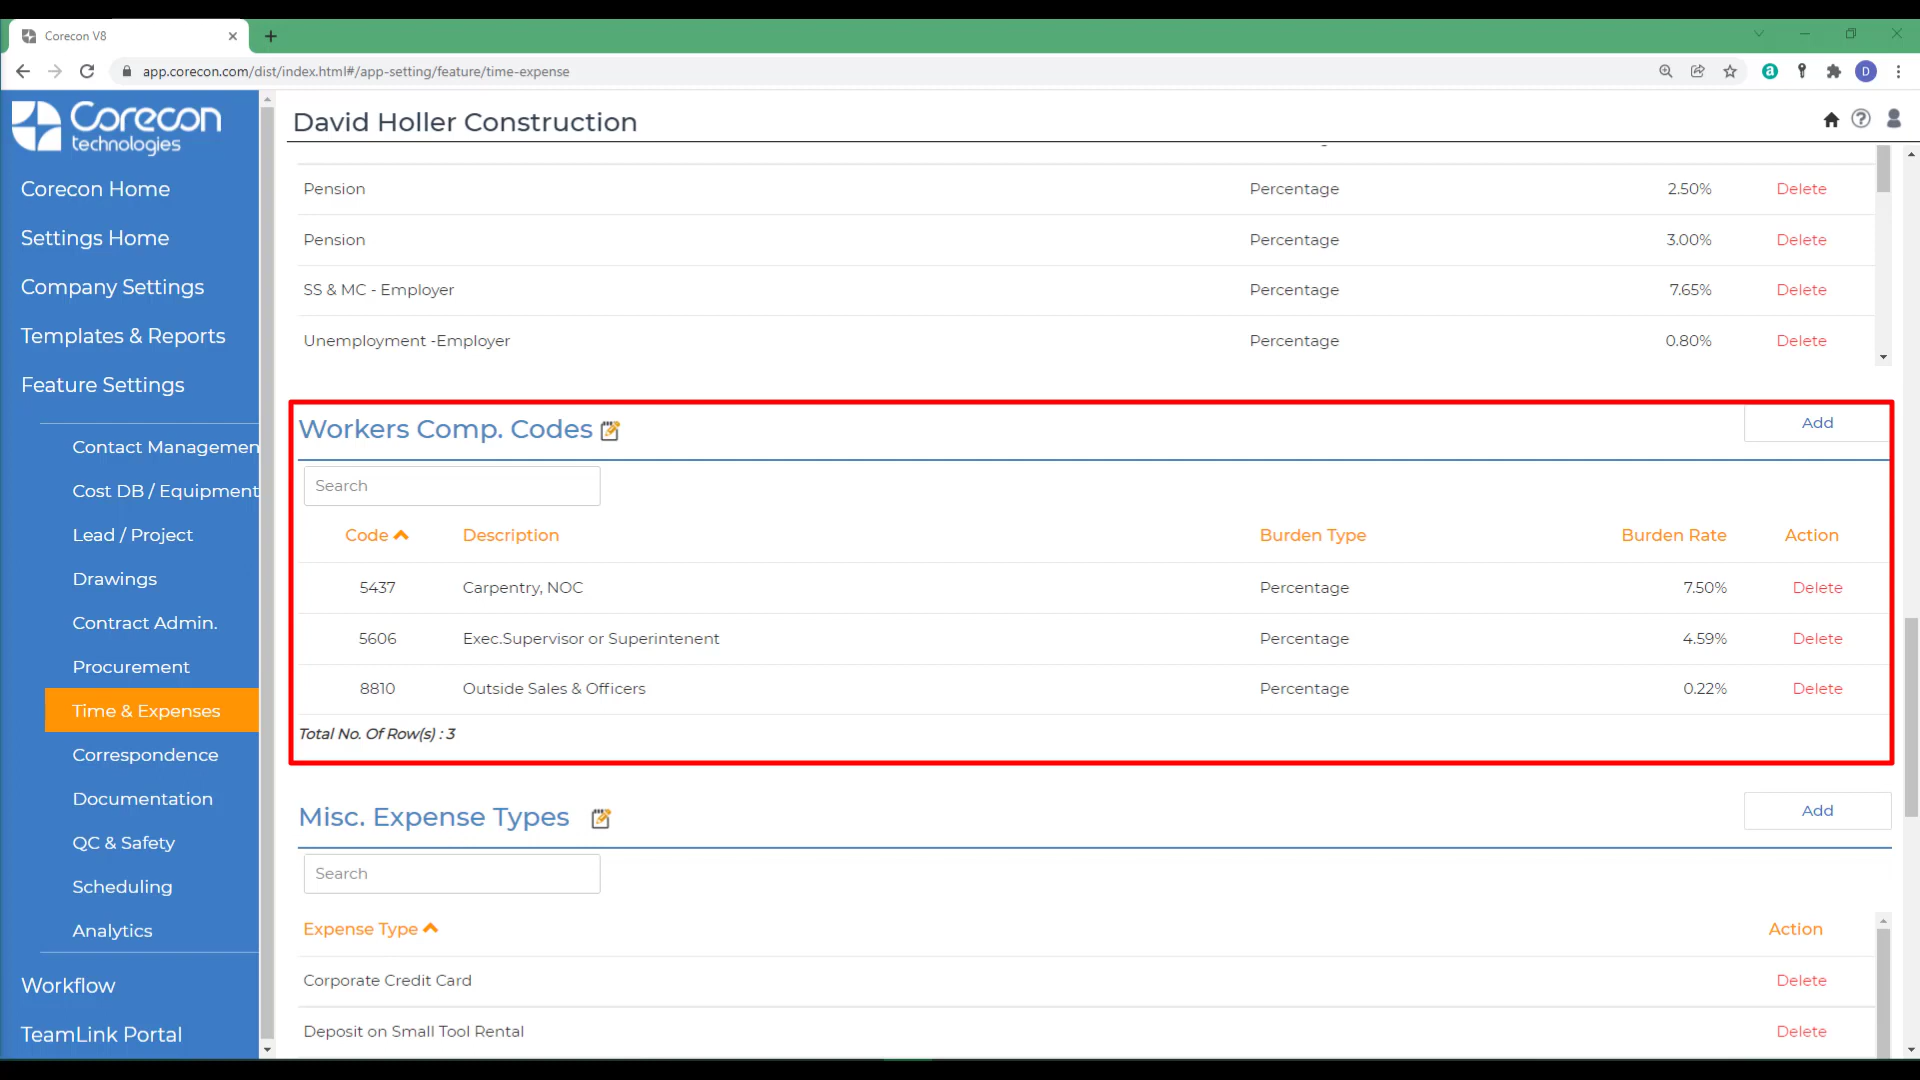 Corecon V8
app.corecon.com/dist/index.html#/app-setting/feature/time-expense
a
D
Corecon
technologies
David Holler Construction
Corecon Home
Settings Home
Company Settings
Templates & Reports
Feature Settings
Contact Managemen
Cost DB / Equipment
Lead / Project
Drawings
Contract Admin.
Procurement
Time & Expenses
Correspondence
Documentation
QC & Safety
Scheduling
Analytics
Workflow
TeamLink Portal
Pension Percentage 2.50% Delete
Pension Percentage 3.00% Delete
SS & MC - Employer Percentage 7.65% Delete
Unemployment -Employer Percentage 0.80% Delete
Workers Comp. Codes Add
Search
Code Description Burden Type Burden Rate Action
5437 Carpentry, NOC Percentage 7.50% Delete
5606 Exec.Supervisor or Superintenent Percentage 4.59% Delete
8810 Outside Sales & Officers Percentage 0.22% Delete
Total No. Of Row(s) : 3
Misc. Expense Types Add
Search
Expense Type Action
Corporate Credit Card Delete
Deposit on Small Tool Rental Delete